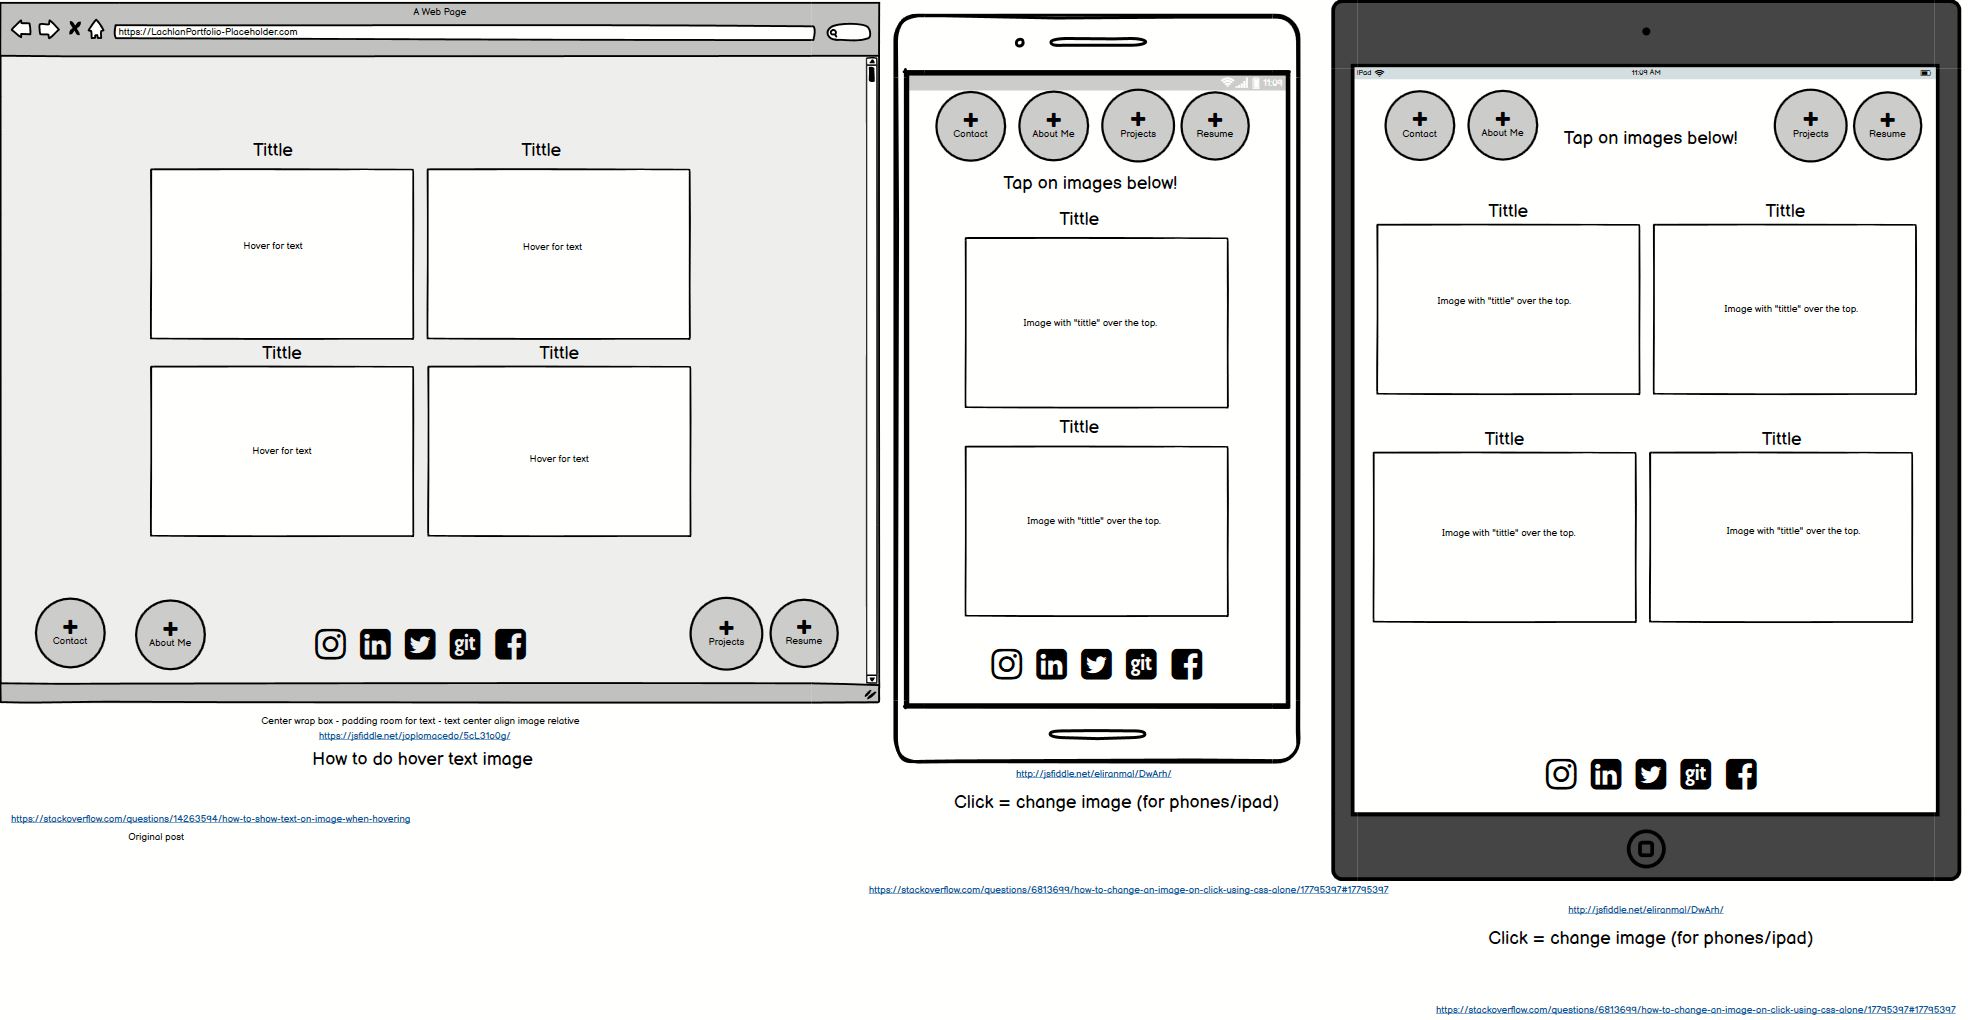 A Web Page
https://LachlanPortfolio-Placeholder.com
Tittle
Tittle
Hover for text
Hover for text
Tittle
Tittle
Hover for text
Hover for text
Contact
About Me
in
git
Projects
Resume
Center wrap box - padding room for text - text center align image relative
https://jsfiddle.net/joplomacedo/5cL31o0g/
How to do hover text image
https://stackoverflow.com/questions/14263594/how-to-show-text-on-image-when-hovering
Original post
11:09
Contact
About Me
Projects
Resume
Tap on images below!
Tittle
Image with "tittle" over the top.
Tittle
Image with "tittle" over the top.
in
git
http://jsfiddle.net/eliranmal/DwArh/
Click = change image (for phones/ipad)
https://stackoverflow.com/questions/6813699/how-to-change-an-image-on-click-using-css-alone/17795397#17795397
iPad
11:09 AM
Contact
About Me
Tap on images below!
Projects
Resume
Tittle
Tittle
Image with "tittle" over the top.
Image with "tittle" over the top.
Tittle
Tittle
Image with "tittle" over the top.
Image with "tittle" over the top.
in
git
http://jsfiddle.net/eliranmal/DwArh/
Click = change image (for phones/ipad)
https://stackoverflow.com/questions/6813699/how-to-change-an-image-on-click-using-css-alone/17795397#17795397